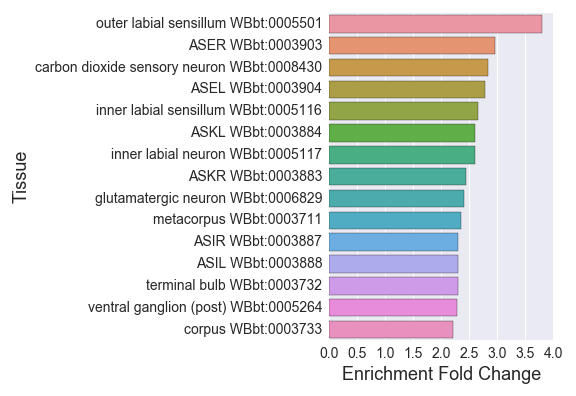 outer labial sensillum WBbt:0005501
ASER WBbt:0003903
carbon dioxide sensory neuron WBbt:0008430
ASEL WBbt:0003904
inner labial sensillum WBbt:0005116
ASKL WBbt:0003884
inner labial neuron WBbt:0005117
ASKR WBbt:0003883
glutamatergic neuron WBbt:0006829
metacorpus WBbt:0003711
ASIR WBbt:0003887
ASIL WBbt:0003888
terminal bulb WBbt:0003732
ventral ganglion (post) WBbt:0005264
corpus WBbt:0003733
Tissue
0.0 0.5 1.0 1.5 2.0 2.5 3.0 3.5 4.0
Enrichment Fold Change